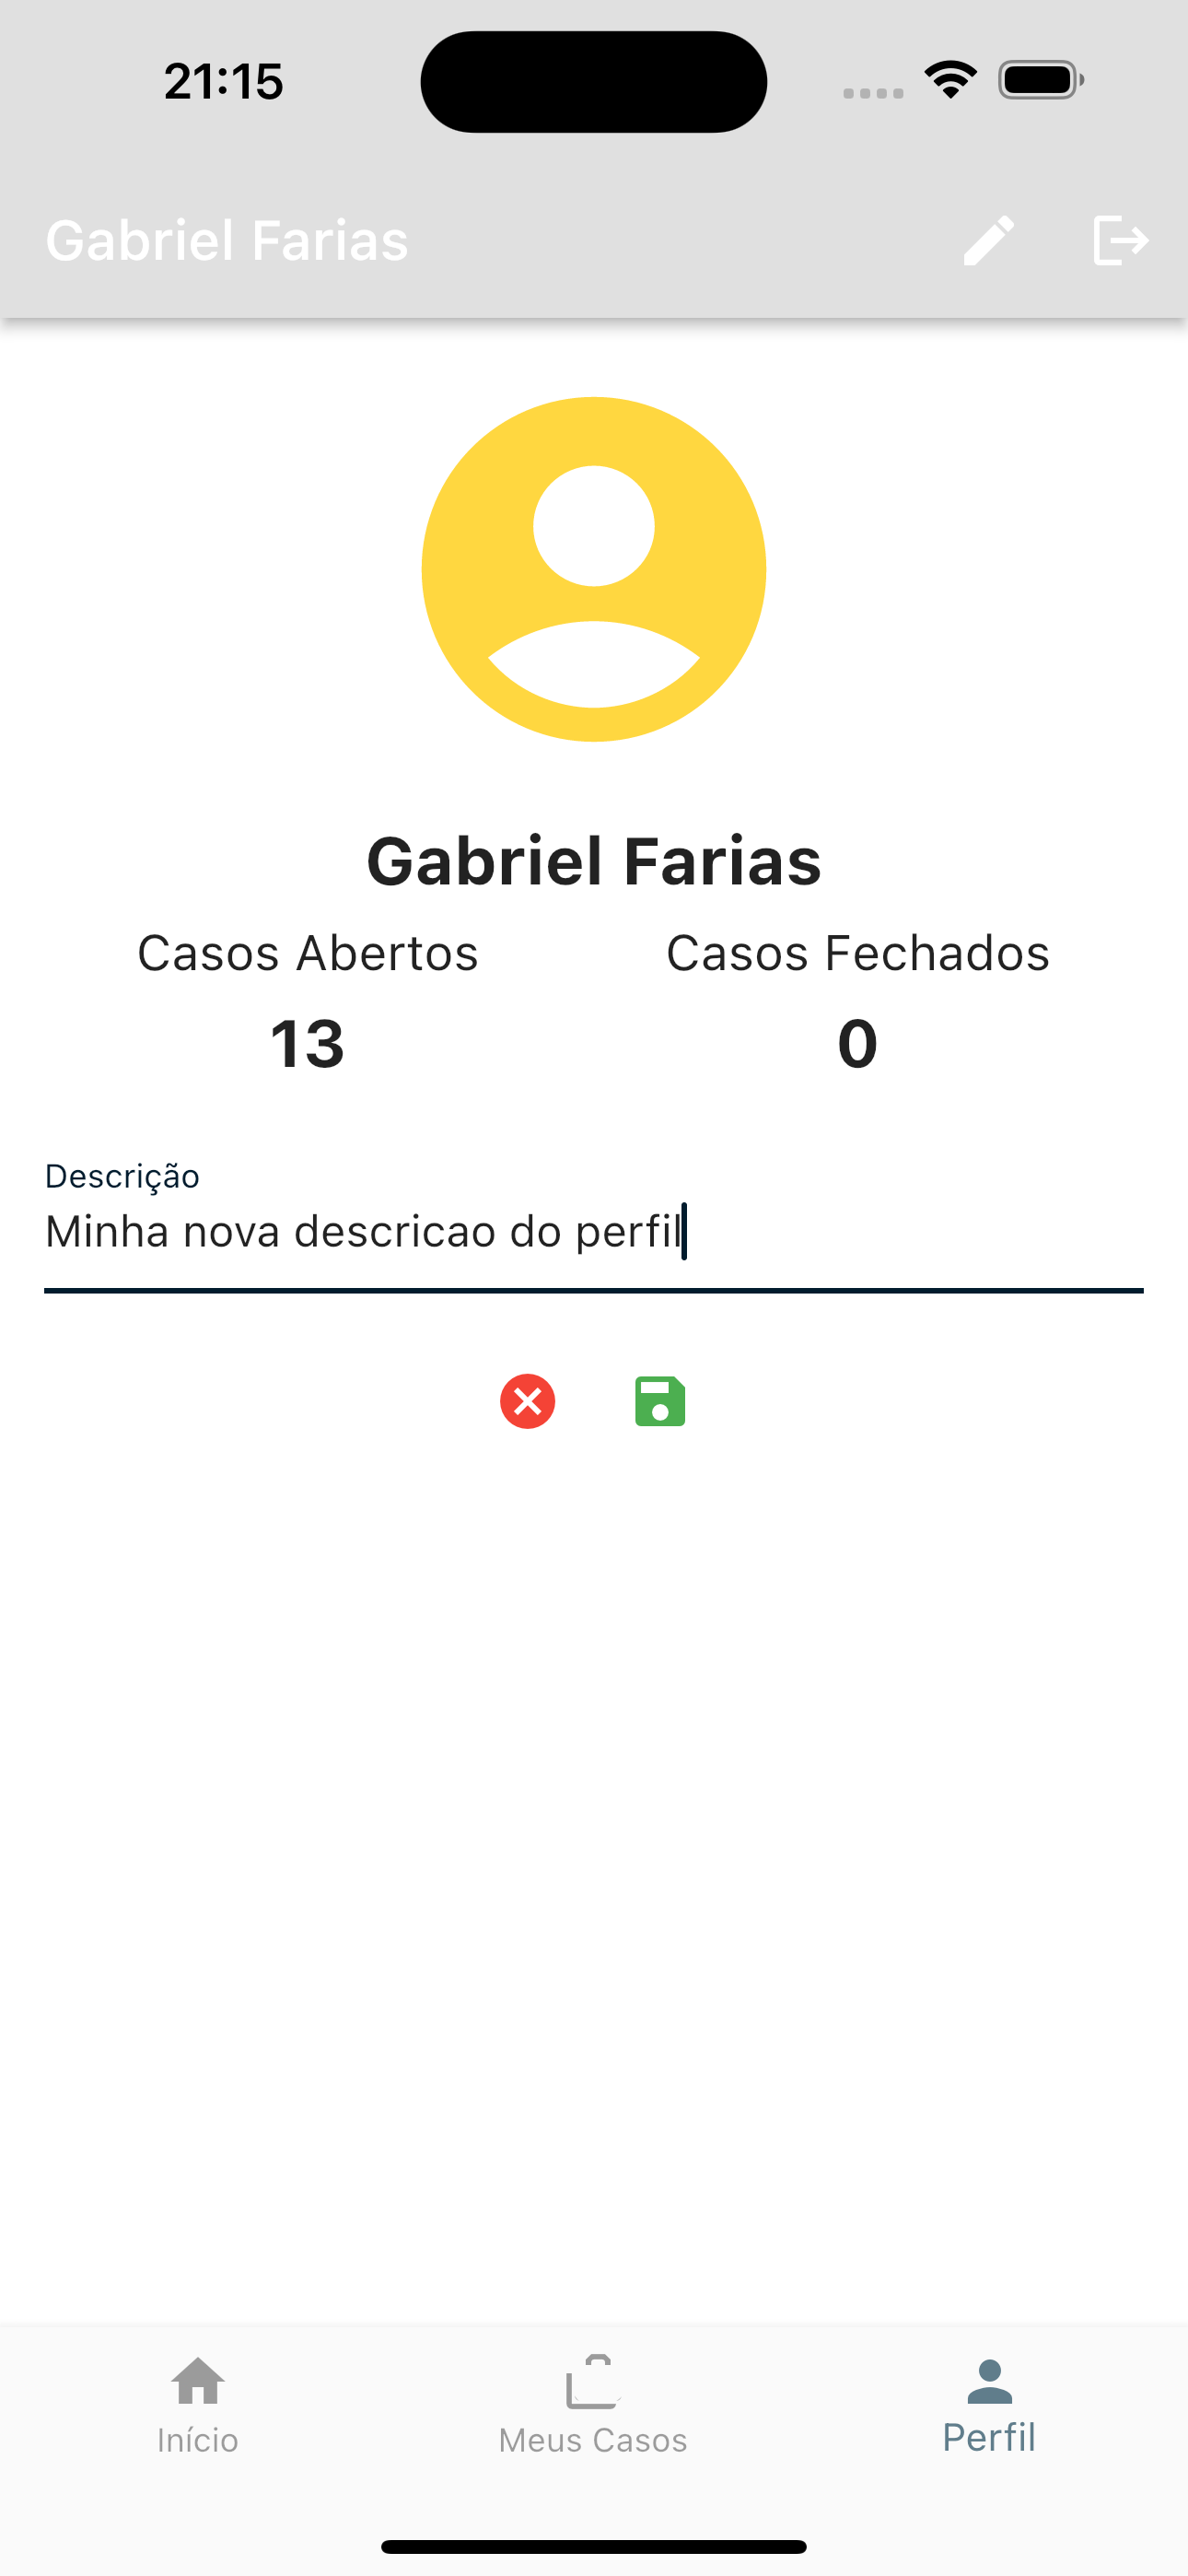 21:15
Gabriel Farias
Gabriel Farias
Casos Abertos Casos Fechados
13 0
Descrição
Minha nova descricao do perfil
Início Meus Casos Perfil